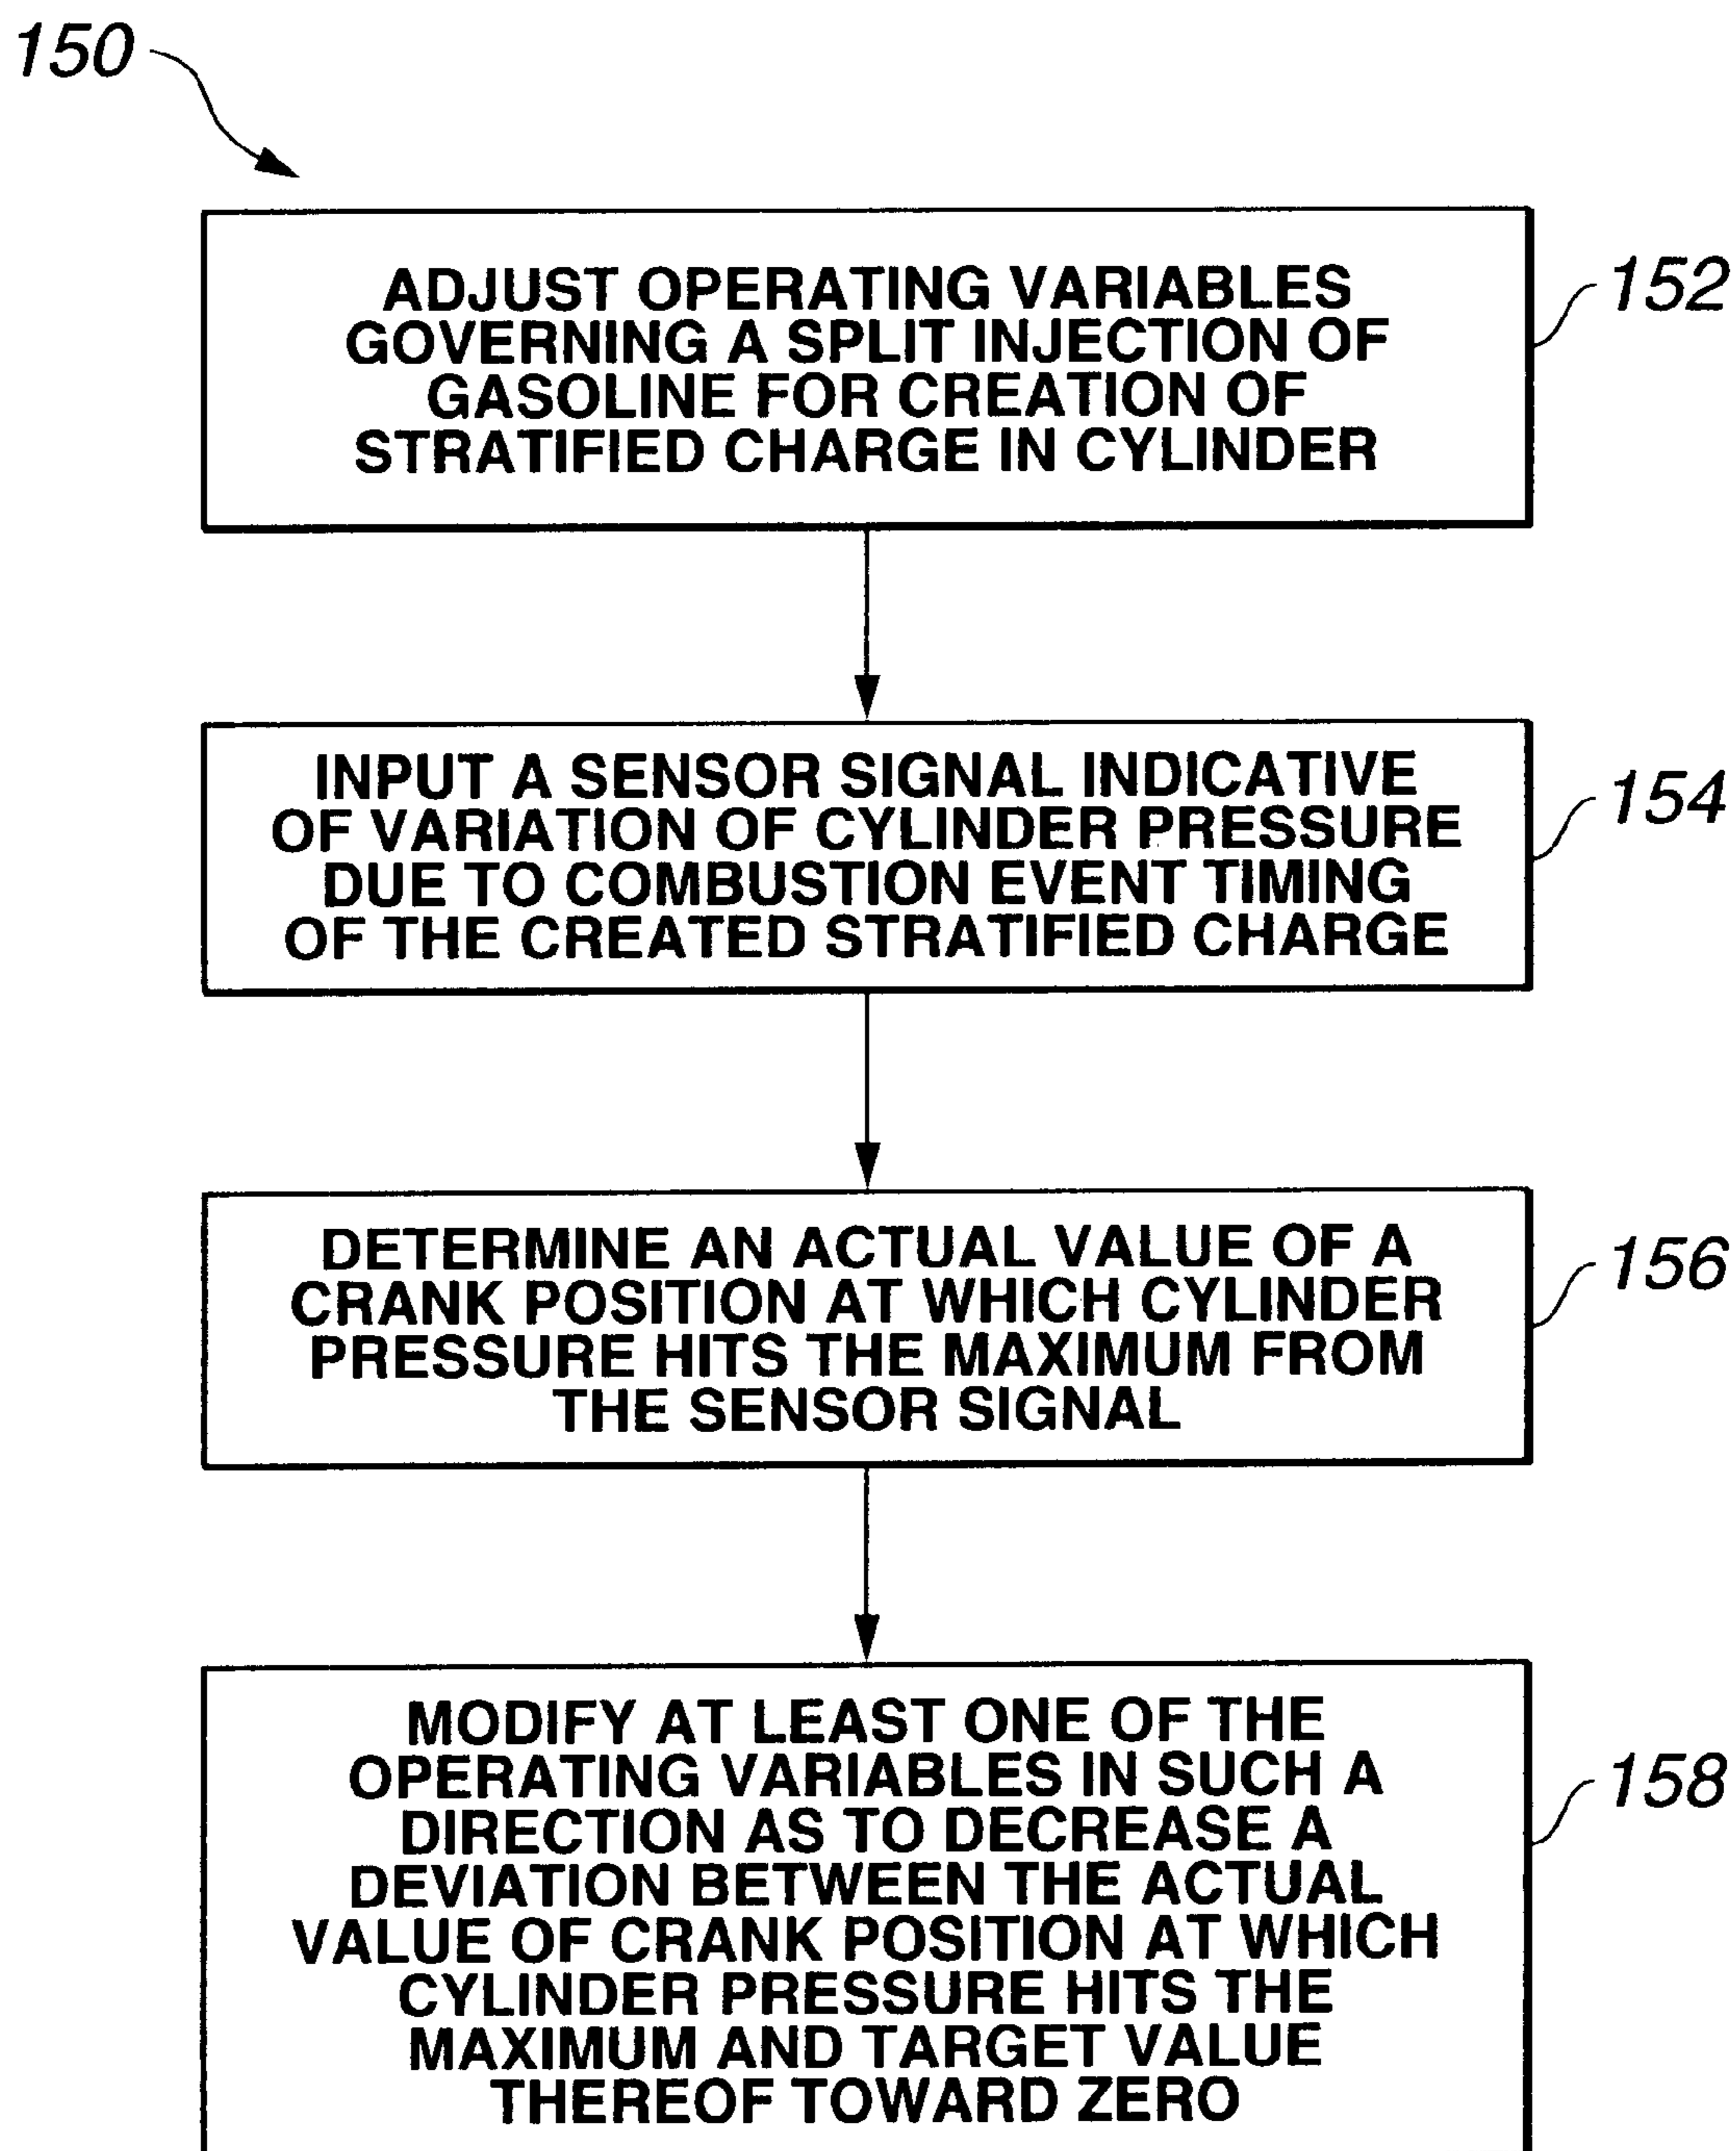 150
ADJUST OPERATING VARIABLES
GOVERNING A SPLIT INJECTION OF
GASOLINE FOR CREATION OF
STRATIFIED CHARGE IN CYLINDER
152
INPUT A SENSOR SIGNAL INDICATIVE
OF VARIATION OF CYLINDER PRESSURE
DUE TO COMBUSTION EVENT TIMING
OF THE CREATED STRATIFIED CHARGE
154
DETERMINE AN ACTUAL VALUE OF A
CRANK POSITION AT WHICH CYLINDER
PRESSURE HITS THE MAXIMUM FROM
THE SENSOR SIGNAL
156
MODIFY AT LEAST ONE OF THE
OPERATING VARIABLES IN SUCH A
DIRECTION AS TO DECREASE A
DEVIATION BETWEEN THE ACTUAL
VALUE OF CRANK POSITION AT WHICH
CYLINDER PRESSURE HITS THE
MAXIMUM AND TARGET VALUE
THEREOF TOWARD ZERO
158